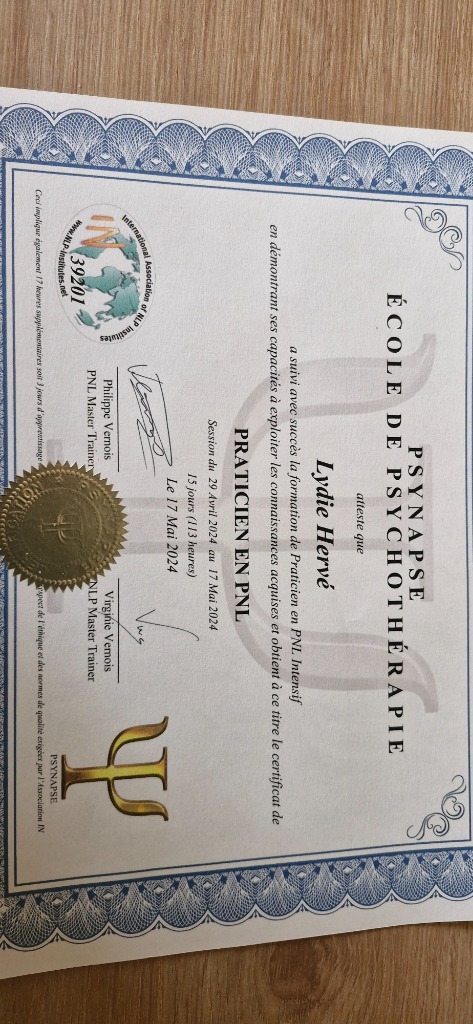 PSYNAPSE
ÉCOLE DE PSYCHOTHÉRAPIE
atteste que
Lydie Hervé
a suivi avec succès la formation de Praticien en PNL Intensif
en démontrant ses capacités à exploiter les connaissances acquises et obtient à ce titre le certificat de
PRATICIEN EN PNL
Session du 29 Avril 2024 au 17 Mai 2024
15 jours (113 heures)
Le 17 Mai 2024
International Association of NLP Institutes
IN
39201
www.NLP-Institutes.net
Philippe Vernois
PNL Master Trainer
Virginie Vernois
NLP Master Trainer
PSYNAPSE
Ceci implique également 17 heures supplémentaires soit 3 jours d'apprentissage
respect de l'éthique et des normes de qualité exigées par l'Association IN